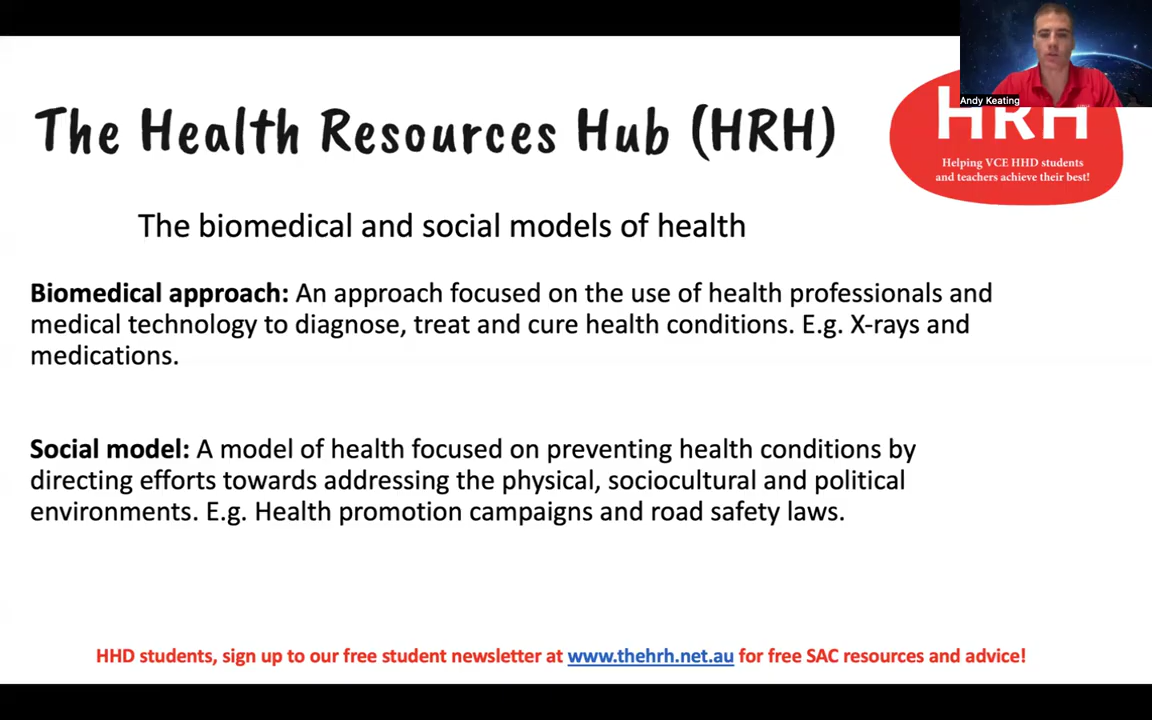 Andy Keating
The Health Resources Hub (HRH)
HRH
Helping VCE HHD students
and teachers achieve their best!
The biomedical and social models of health
Biomedical approach: An approach focused on the use of health professionals and
medical technology to diagnose, treat and cure health conditions. E.g. X-rays and
medications.
Social model: A model of health focused on preventing health conditions by
directing efforts towards addressing the physical, sociocultural and political
environments. E.g. Health promotion campaigns and road safety laws.
HHD students, sign up to our free student newsletter at www.thehrh.net.au for free SAC resources and advice!